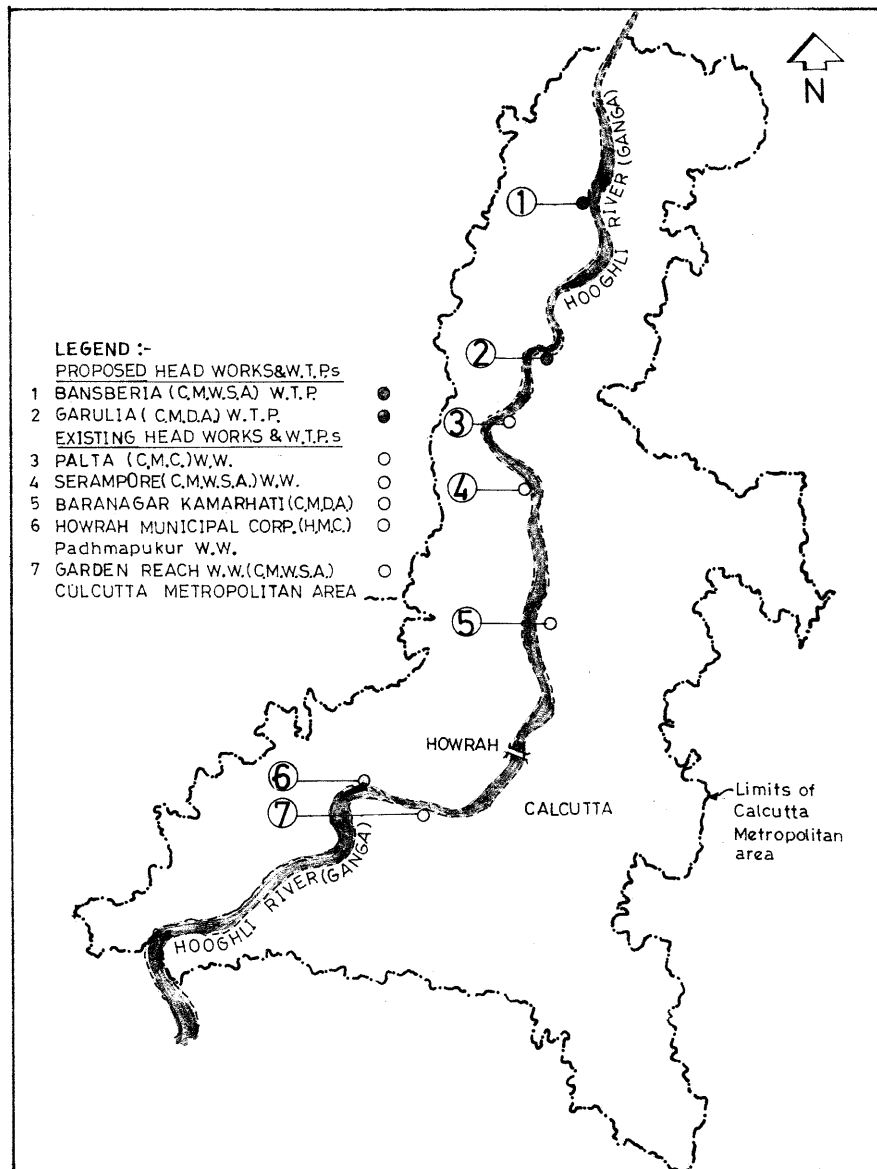 N
HOOGHLI RIVER (GANGA)
1
2
3
4
5
6
7
LEGEND :-
PROPOSED HEAD WORKS & W.T.P.s
1 BANSBERIA (C.M.W.S.A) W.T.P.
2 GARULIA ( C.M.D.A.) W.T.P.
EXISTING HEAD WORKS & W.T.P.s
3 PALTA (C.M.C.) W.W.
4 SERAMPORE (C.M.W.S.A.) W.W.
5 BARANAGAR KAMARHATI (C.M.D.A.)
6 HOWRAH MUNICIPAL CORP. (H.M.C.)
Padhmapukur W.W.
7 GARDEN REACH W.W. (C.M.W.S.A.)
CULCUTTA METROPOLITAN AREA
HOWRAH
CALCUTTA
Limits of
Calcutta
Metropolitan
area
HOOGHLI RIVER (GANGA)